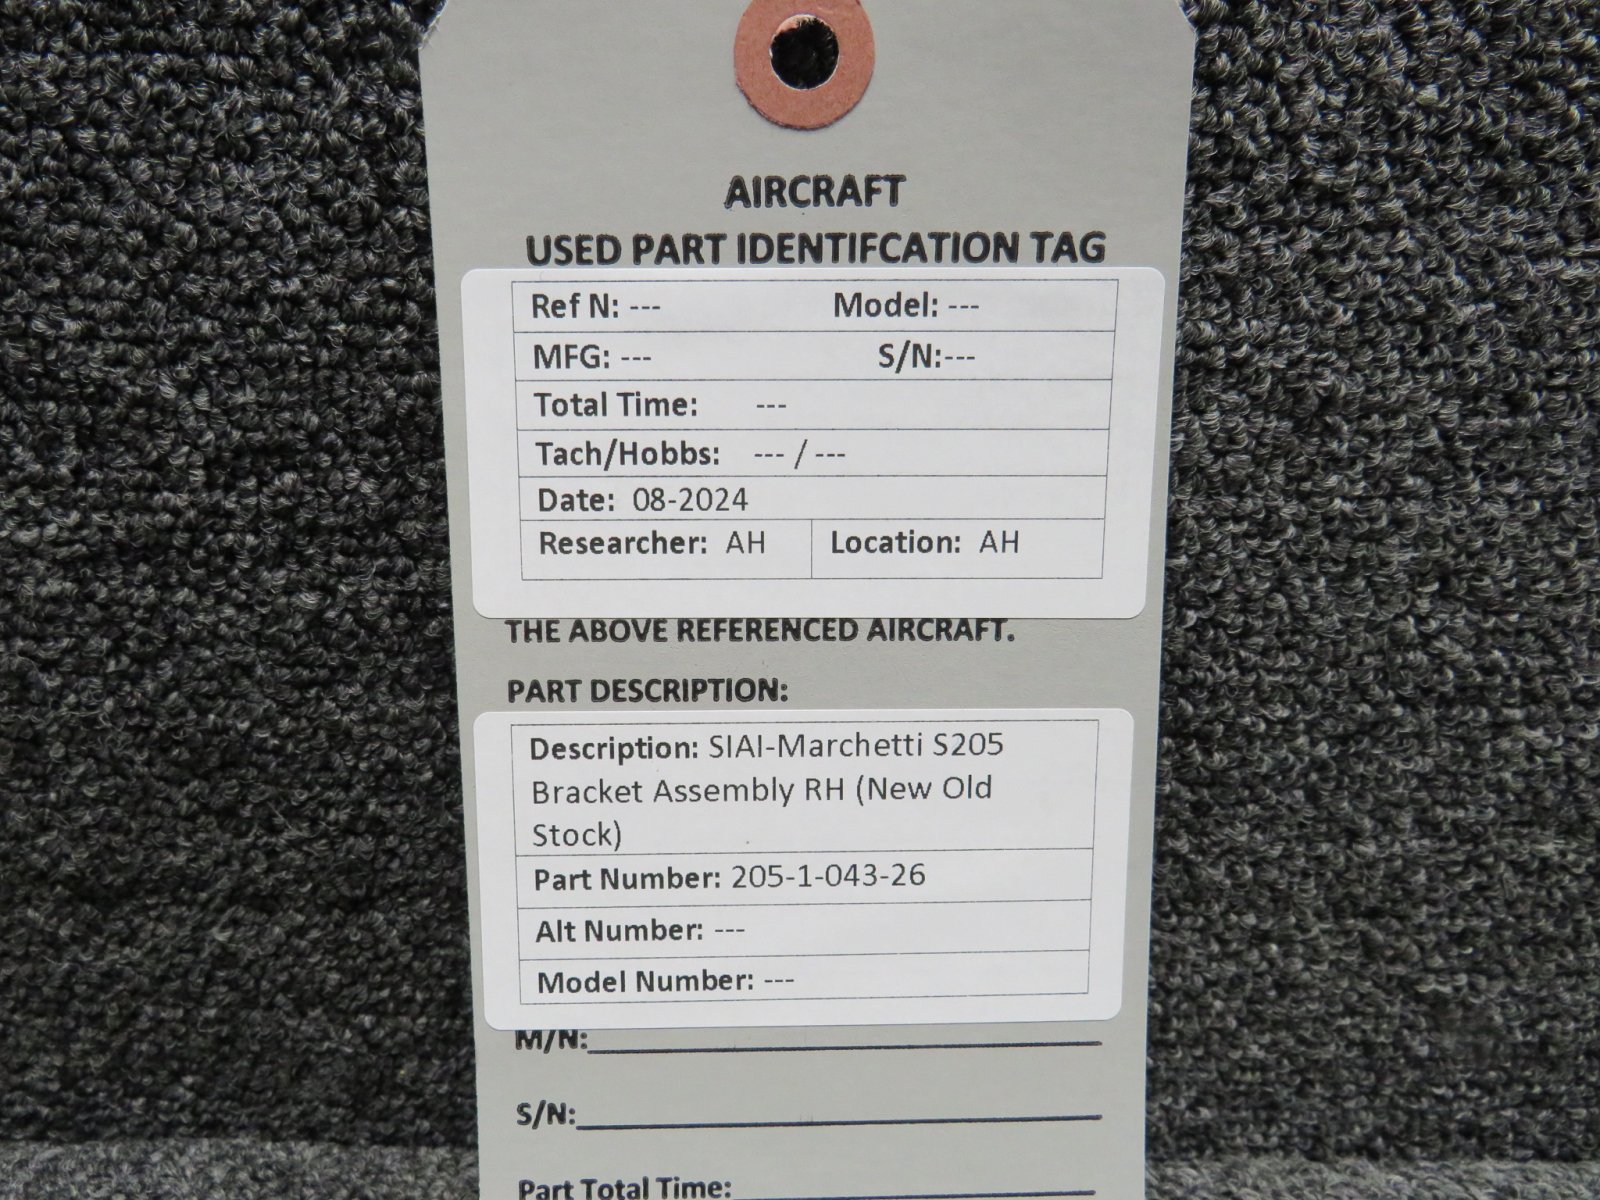 AIRCRAFT
USED PART IDENTIFCATION TAG
Ref N: --- Model: ---
MFG: --- S/N:---
Total Time: ---
Tach/Hobbs: --- / ---
Date: 08-2024
Researcher: AH Location: AH
THE ABOVE REFERENCED AIRCRAFT.
PART DESCRIPTION:
Description: SIAI-Marchetti S205
Bracket Assembly RH (New Old
Stock)
Part Number: 205-1-043-26
Alt Number: ---
Model Number: ---
M/N:
S/N:
Part Total Time: